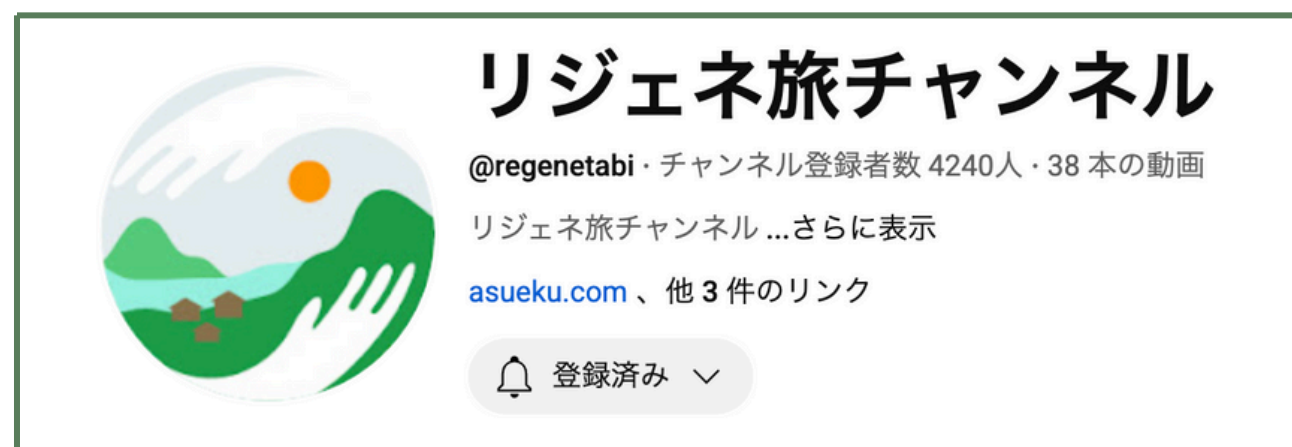 リジェネ旅チャンネル
@regenetabi · チャンネル登録者数 4240人 · 38 本の動画
リジェネ旅チャンネル ...さらに表示
asueku.com 、他 3 件のリンク
登録済み